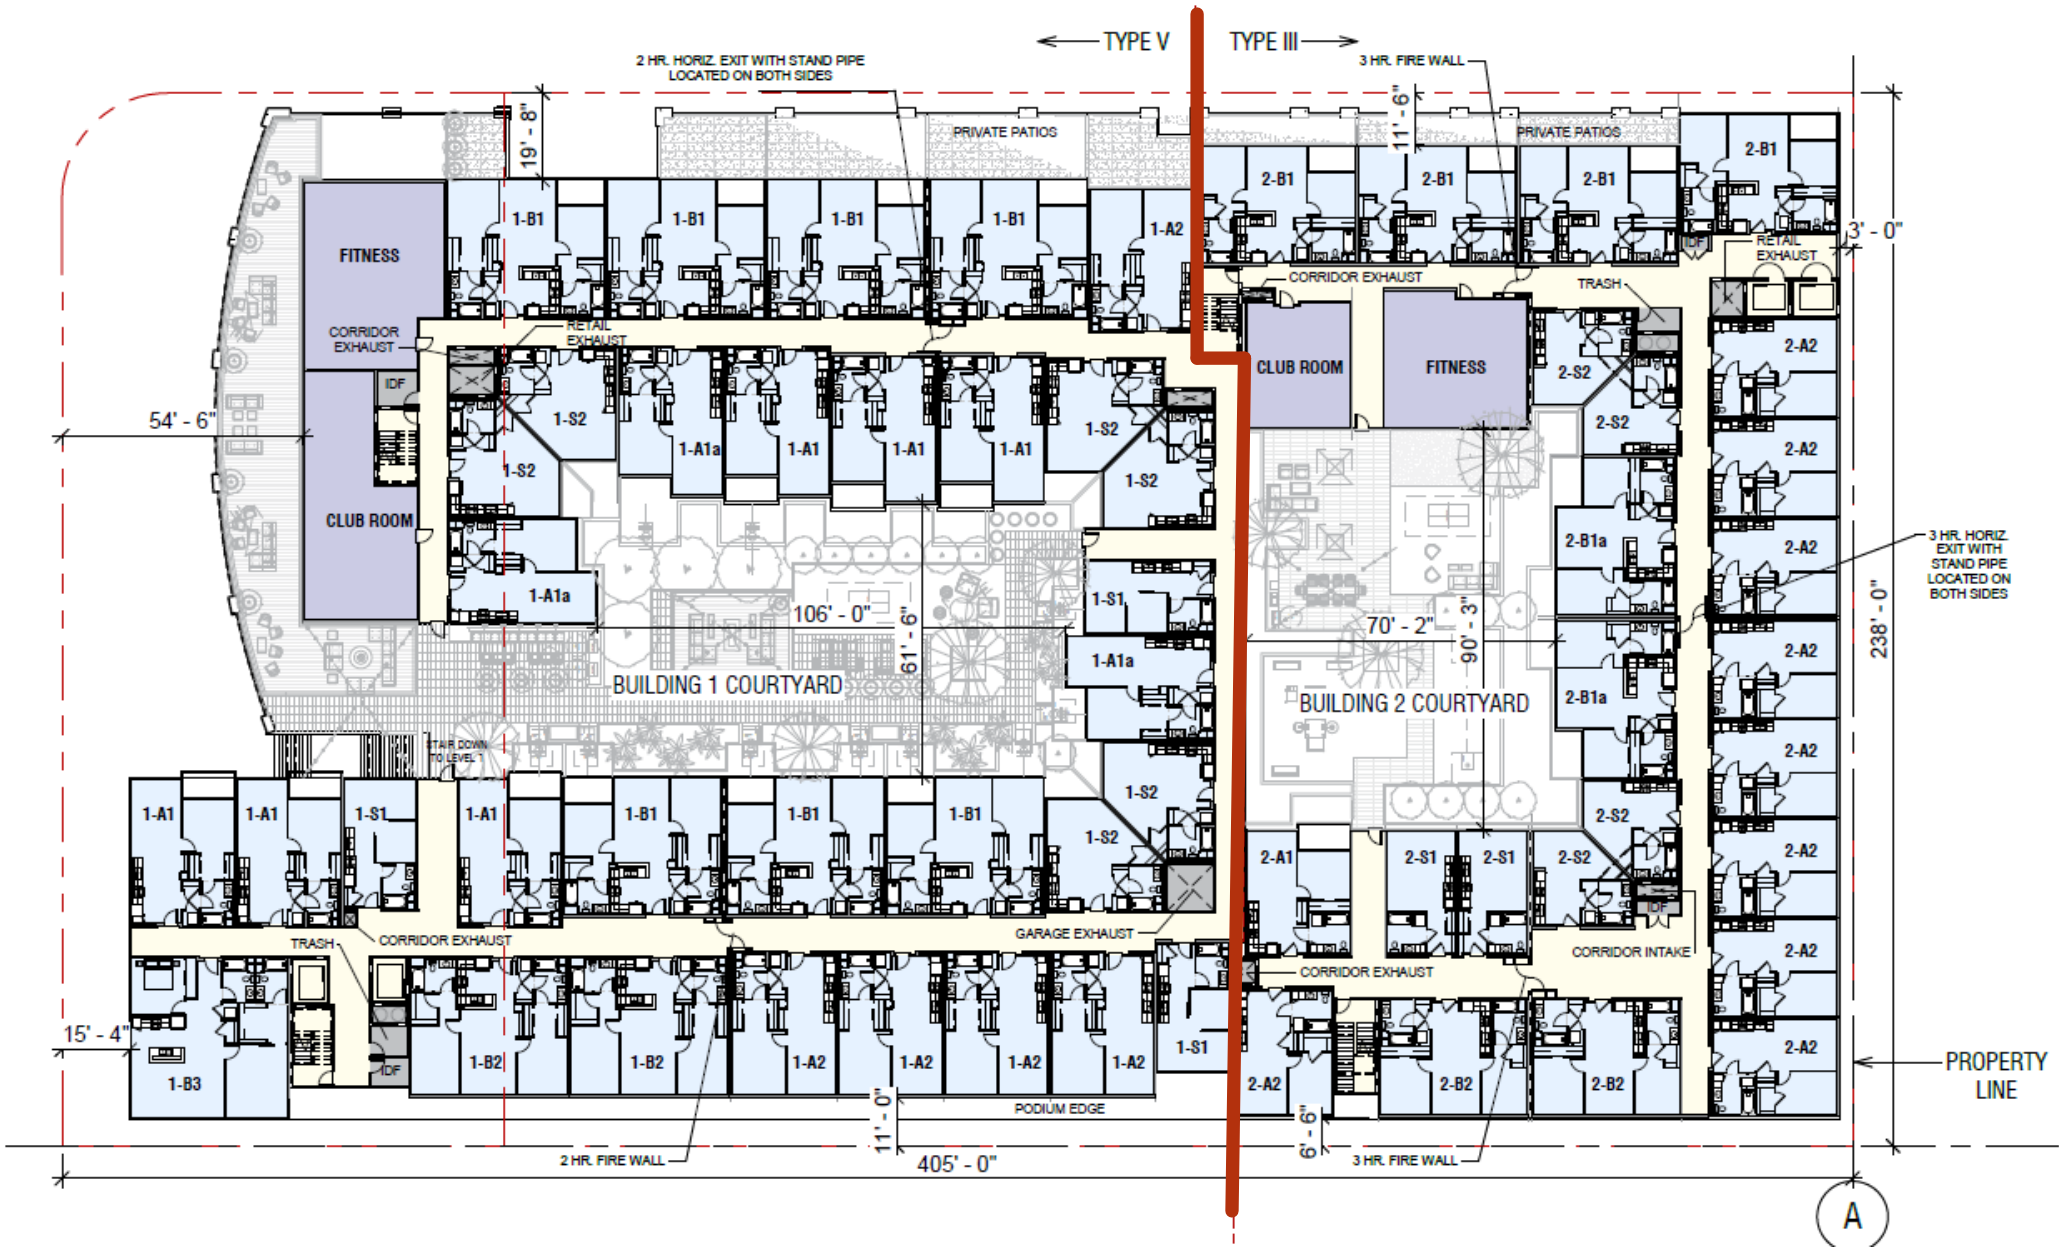 TYPE V
TYPE III
2 HR. HORIZ. EXIT WITH STAND PIPE
LOCATED ON BOTH SIDES
3 HR. FIRE WALL
19' - 8"
11' - 6"
PRIVATE PATIOS
PRIVATE PATIOS
2-B1
2-B1
2-B1
2-B1
FITNESS
1-B1
1-B1
1-B1
1-B1
1-A2
3' - 0"
IDF
RETAIL
EXHAUST
CORRIDOR EXHAUST
TRASH
CORRIDOR
EXHAUST
RETAIL
EXHAUST
CLUB ROOM
FITNESS
2-S2
2-A2
IDF
54' - 6"
1-S2
1-S2
2-S2
1-A1a
1-A1
1-A1
1-A1
2-A2
1-S2
1-S2
CLUB ROOM
2-B1a
2-A2
3 HR. HORIZ.
EXIT WITH
STAND PIPE
LOCATED ON
BOTH SIDES
1-A1a
1-S1
106' - 0"
61' - 6"
70' - 2"
90' - 3"
238' - 0"
1-A1a
2-A2
BUILDING 1 COURTYARD
BUILDING 2 COURTYARD
2-B1a
STAIR DOWN
TO LEVEL 1
2-A2
1-S2
1-A1
1-A1
1-S1
1-A1
1-B1
1-B1
1-B1
2-S2
1-S2
2-A1
2-S1
2-S1
2-S2
2-A2
IDF
TRASH
CORRIDOR EXHAUST
GARAGE EXHAUST
CORRIDOR INTAKE
2-A2
CORRIDOR EXHAUST
15' - 4"
1-B3
IDF
1-B2
1-B2
1-A2
1-A2
1-A2
1-A2
1-S1
2-A2
2-B2
2-B2
2-A2
PROPERTY
LINE
PODIUM EDGE
11' - 0"
6' - 6"
2 HR. FIRE WALL
405' - 0"
3 HR. FIRE WALL
A